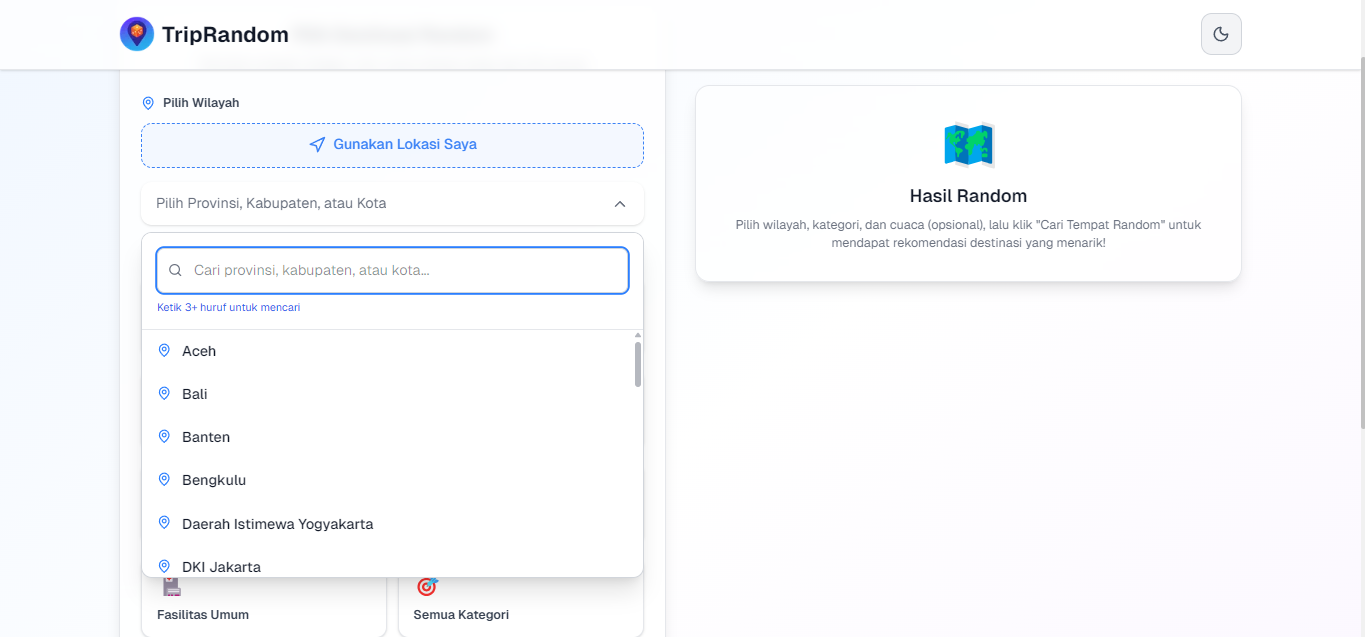 TripRandom
Pilih Wilayah
Gunakan Lokasi Saya
Pilih Provinsi, Kabupaten, atau Kota
Cari provinsi, kabupaten, atau kota...
Ketik 3+ huruf untuk mencari
Aceh
Bali
Banten
Bengkulu
Daerah Istimewa Yogyakarta
DKI Jakarta
Fasilitas Umum
Semua Kategori
Hasil Random
Pilih wilayah, kategori, dan cuaca (opsional), lalu klik "Cari Tempat Random" untuk
mendapat rekomendasi destinasi yang menarik!